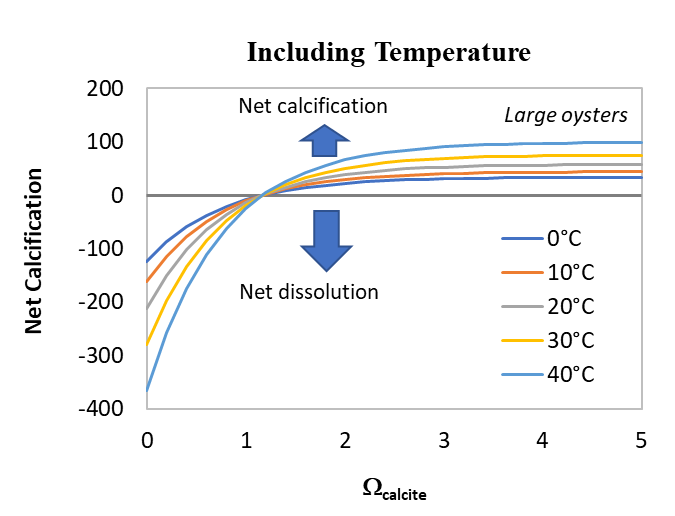 Including Temperature
Net Calcification
200
100
0
-100
-200
-300
-400
Net calcification
Large oysters
Net dissolution
0°C
10°C
20°C
30°C
40°C
0 1 2 3 4 5
Ωcalcite